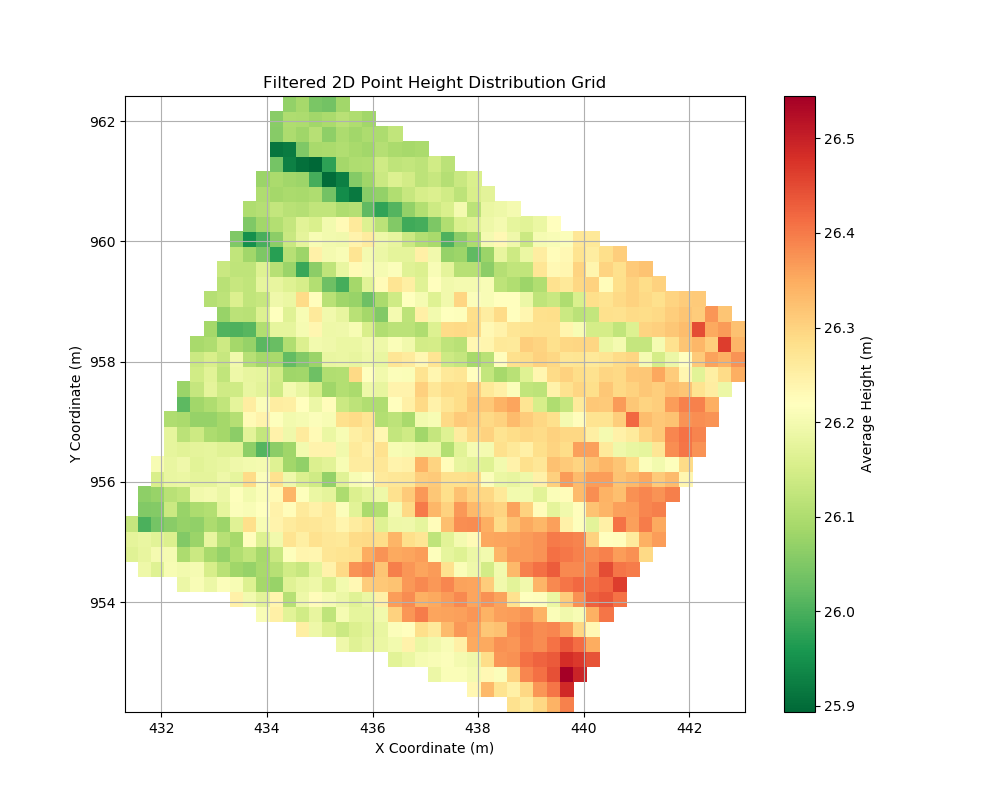 Filtered 2D Point Height Distribution Grid
962
960
958
956
954
Y Coordinate (m)
432 434 436 438 440 442
X Coordinate (m)
26.5
26.4
26.3
26.2
26.1
26.0
25.9
Average Height (m)